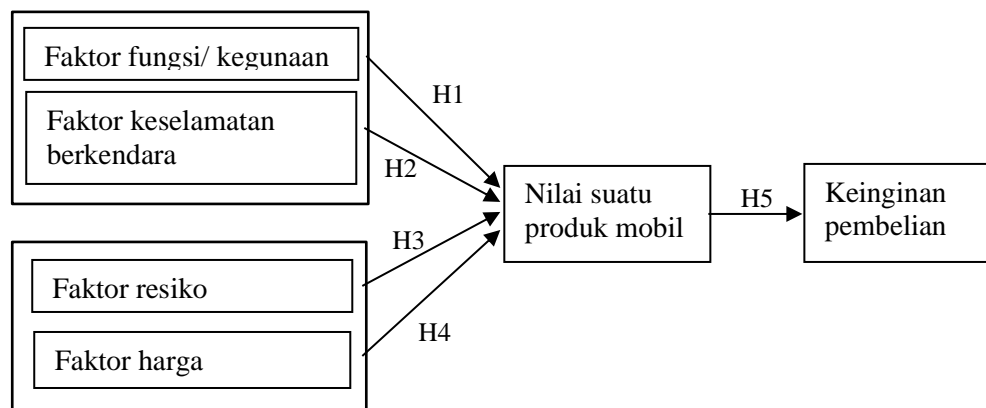 Faktor fungsi/ kegunaan
Faktor keselamatan
berkendara
H1
H2
Faktor resiko
Faktor harga
H3
H4
Nilai suatu
produk mobil
H5
Keinginan
pembelian